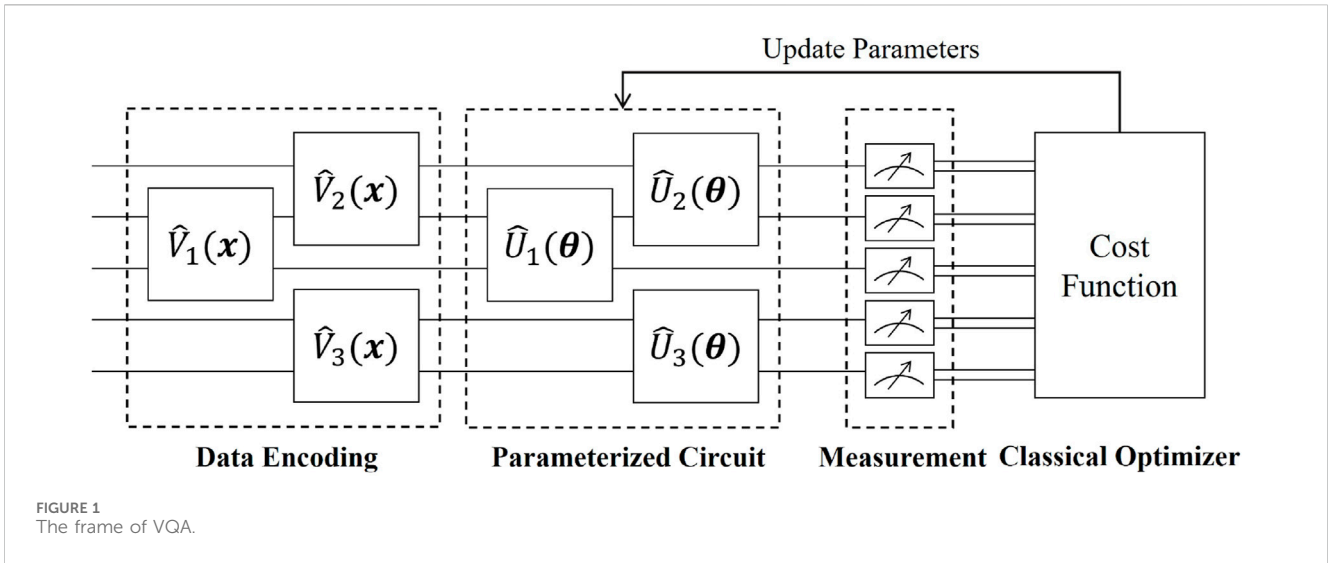 Update Parameters
V̂₂(x)
Û₂(θ)
V̂₁(x)
Û₁(θ)
Cost
Function
V̂₃(x)
Û₃(θ)
Data Encoding
Parameterized Circuit
Measurement
Classical Optimizer
FIGURE 1
The frame of VQA.